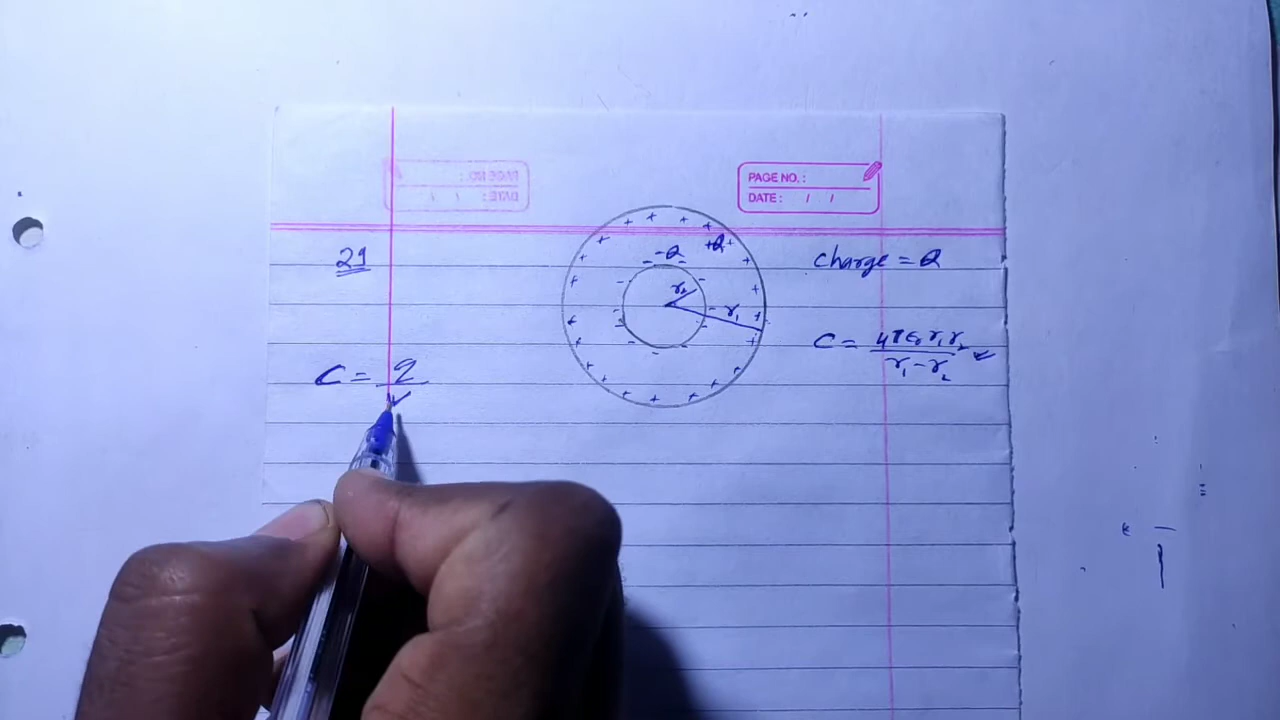 PAGE NO. :
DATE : / /
21
-Q
+Q
r₂
r₁
charge = Q
C = 4πε₀r₁r₂ / r₁-r₂
C = Q / V